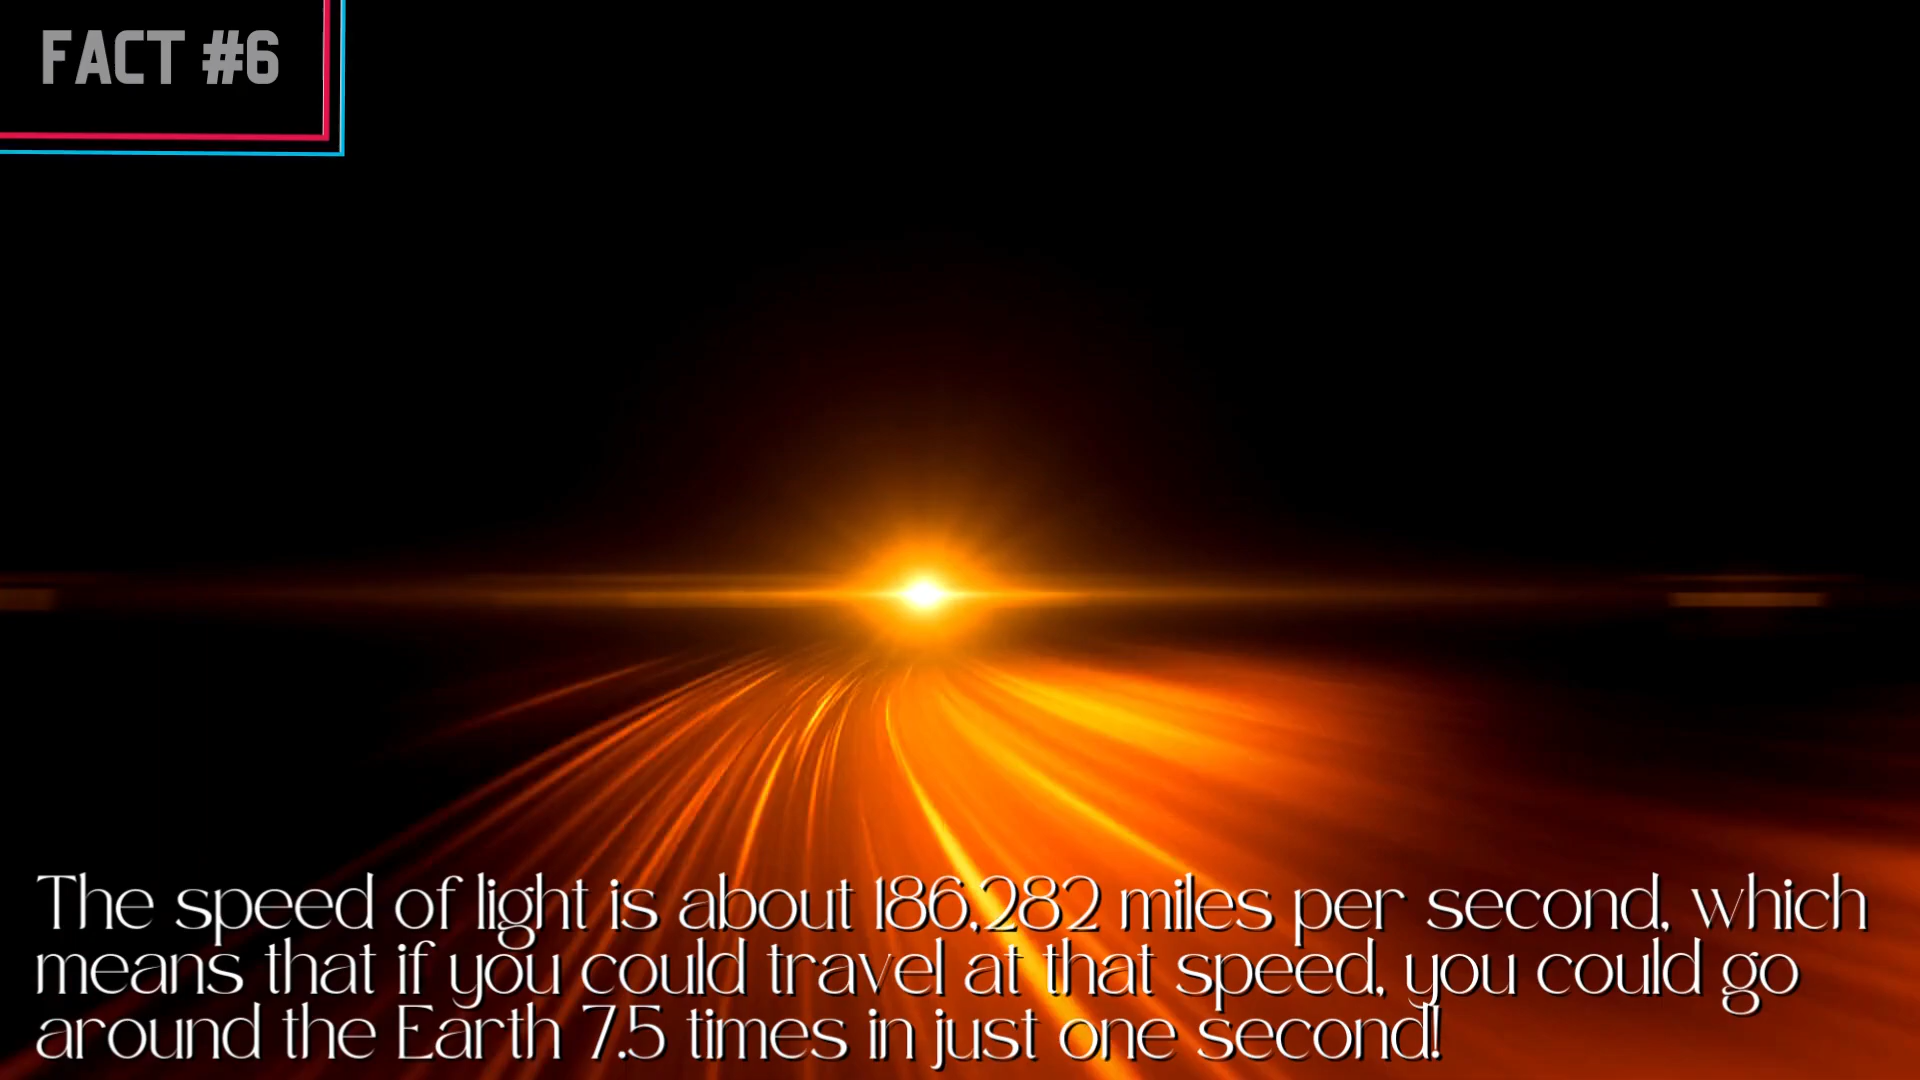 FACT #6
The speed of light is about 186,282 miles per second, which
means that if you could travel at that speed, you could go
around the Earth 7.5 times in just one second!